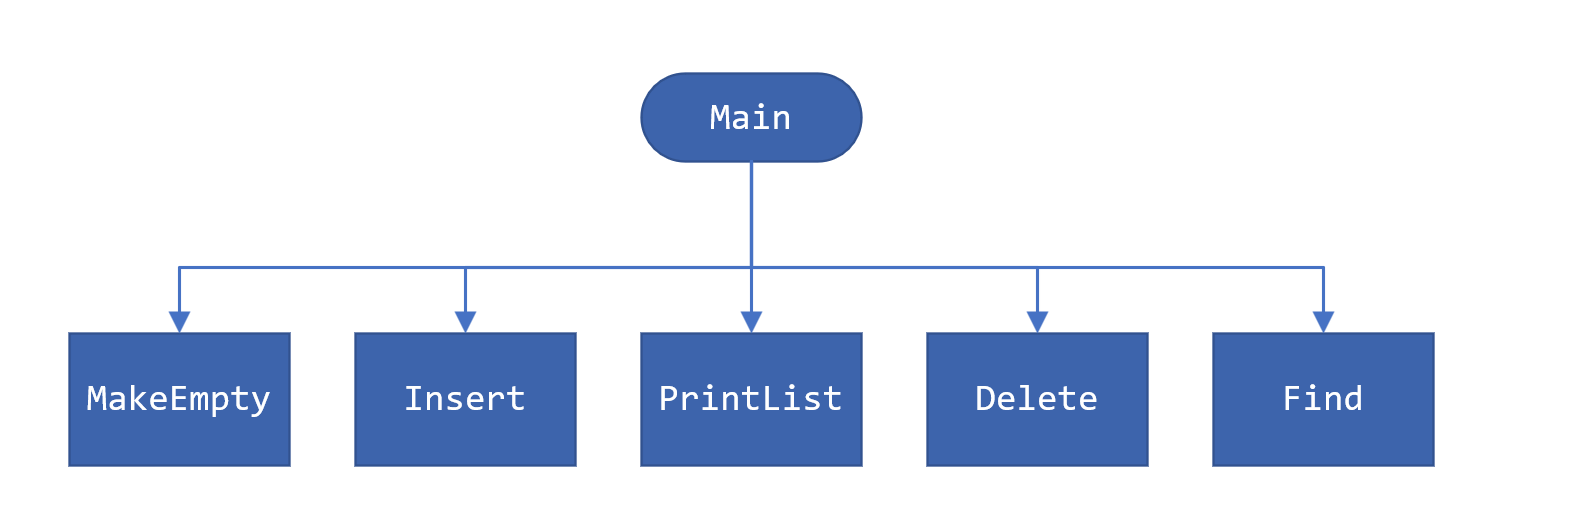 Main
MakeEmpty
Insert
PrintList
Delete
Find